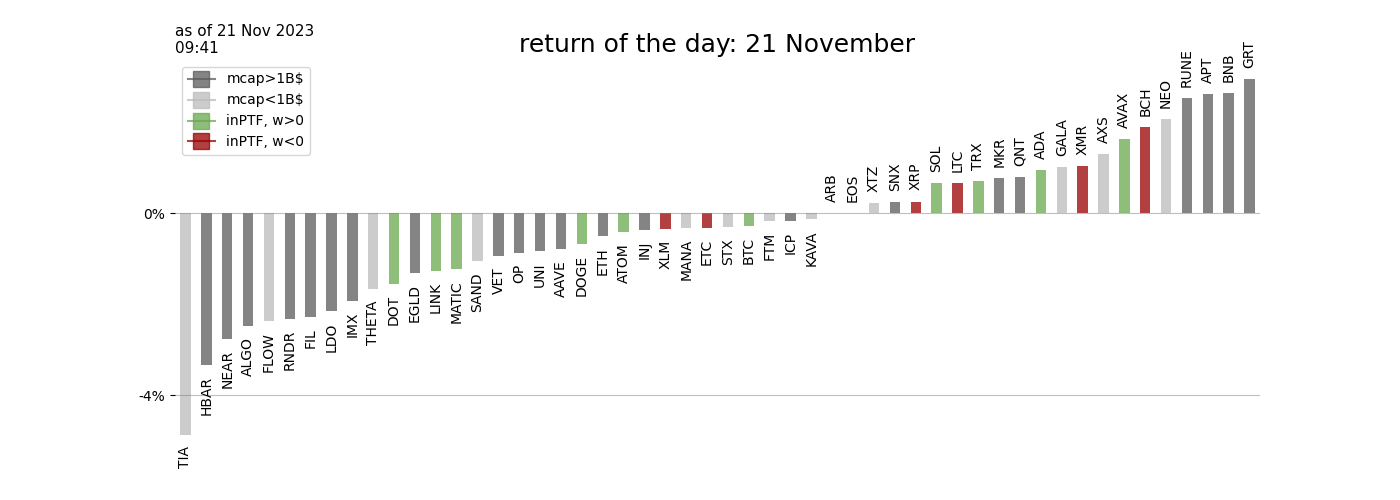 as of 21 Nov 2023
09:41
return of the day: 21 November
mcap>1B$
mcap<1B$
inPTF, w>0
inPTF, w<0
0%
-4%
TIA
HBAR
NEAR
ALGO
FLOW
RNDR
FIL
LDO
IMX
THETA
DOT
EGLD
LINK
MATIC
SAND
VET
OP
UNI
AAVE
DOGE
ETH
ATOM
INJ
XLM
MANA
ETC
STX
BTC
FTM
ICP
KAVA
ARB
EOS
XTZ
SNX
XRP
SOL
LTC
TRX
MKR
QNT
ADA
GALA
XMR
AXS
AVAX
BCH
NEO
RUNE
APT
BNB
GRT